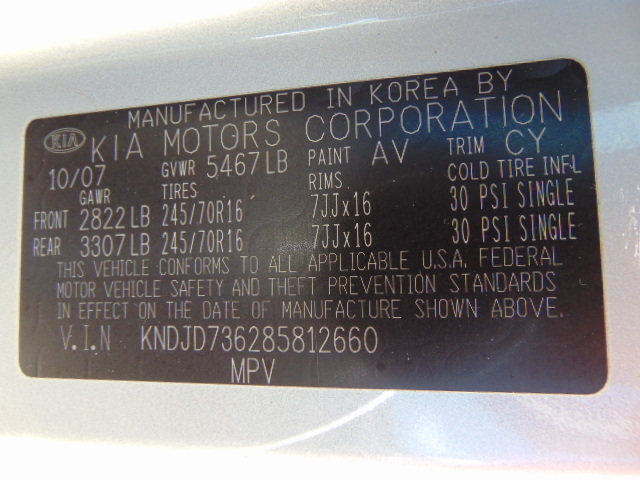 MANUFACTURED IN KOREA BY
KIA KIA MOTORS CORPORATION
10/07 GVWR 5467LB PAINT AV TRIM CY
GAWR TIRES RIMS COLD TIRE INFL
FRONT 2822LB 245/70R16 7JJx16 30 PSI SINGLE
REAR 3307LB 245/70R16 7JJx16 30 PSI SINGLE
THIS VEHICLE CONFORMS TO ALL APPLICABLE U.S.A. FEDERAL
MOTOR VEHICLE SAFETY AND THEFT PREVENTION STANDARDS
IN EFFECT ON THE DATE OF MANUFACTURE SHOWN ABOVE.
V.I.N KNDJD736285812660
MPV